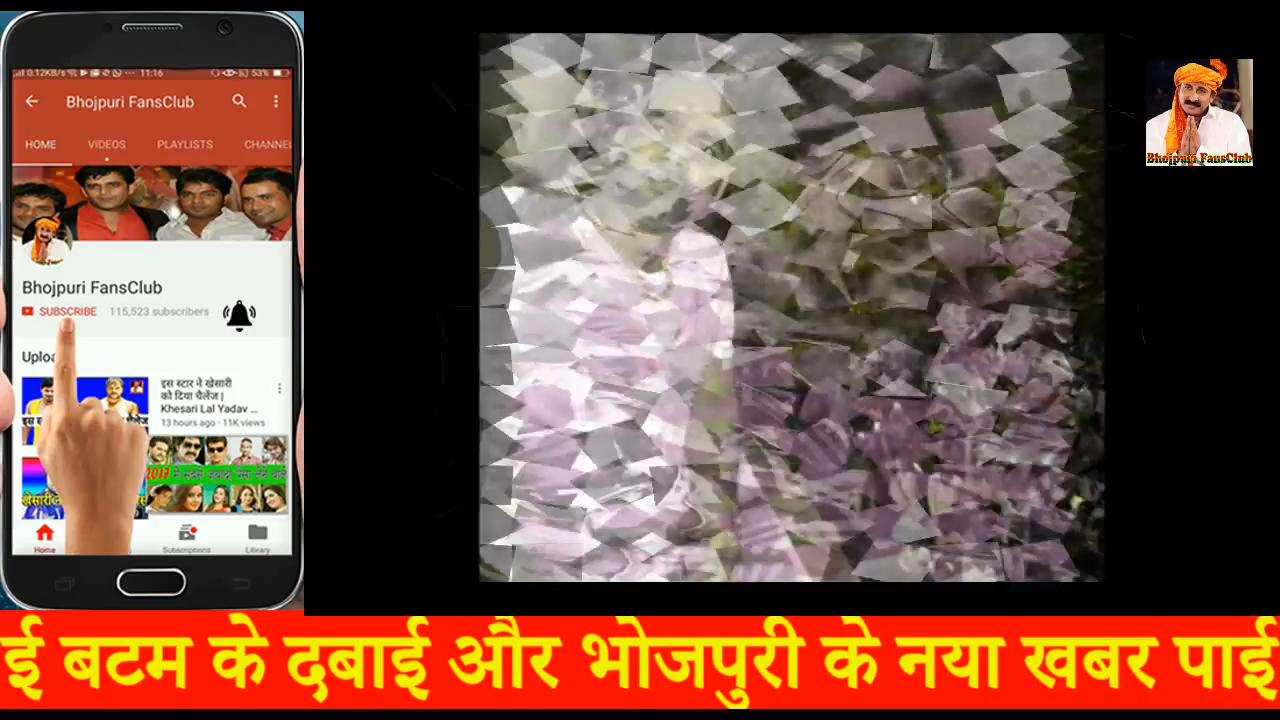 0.12KB/s
11:16
53%
Bhojpuri FansClub
HOME VIDEOS PLAYLISTS CHANNEL
Bhojpuri FansClub
SUBSCRIBE 115,523 subscribers
इस स्टार ने खेसारी
को दिया चैलेंज |
Khesari Lal Yadav ...
13 hours ago · 11K views
Home Subscriptions Library
Bhojpuri FansClub
ई बटम के दबाई और भोजपुरी के नया खबर पाई